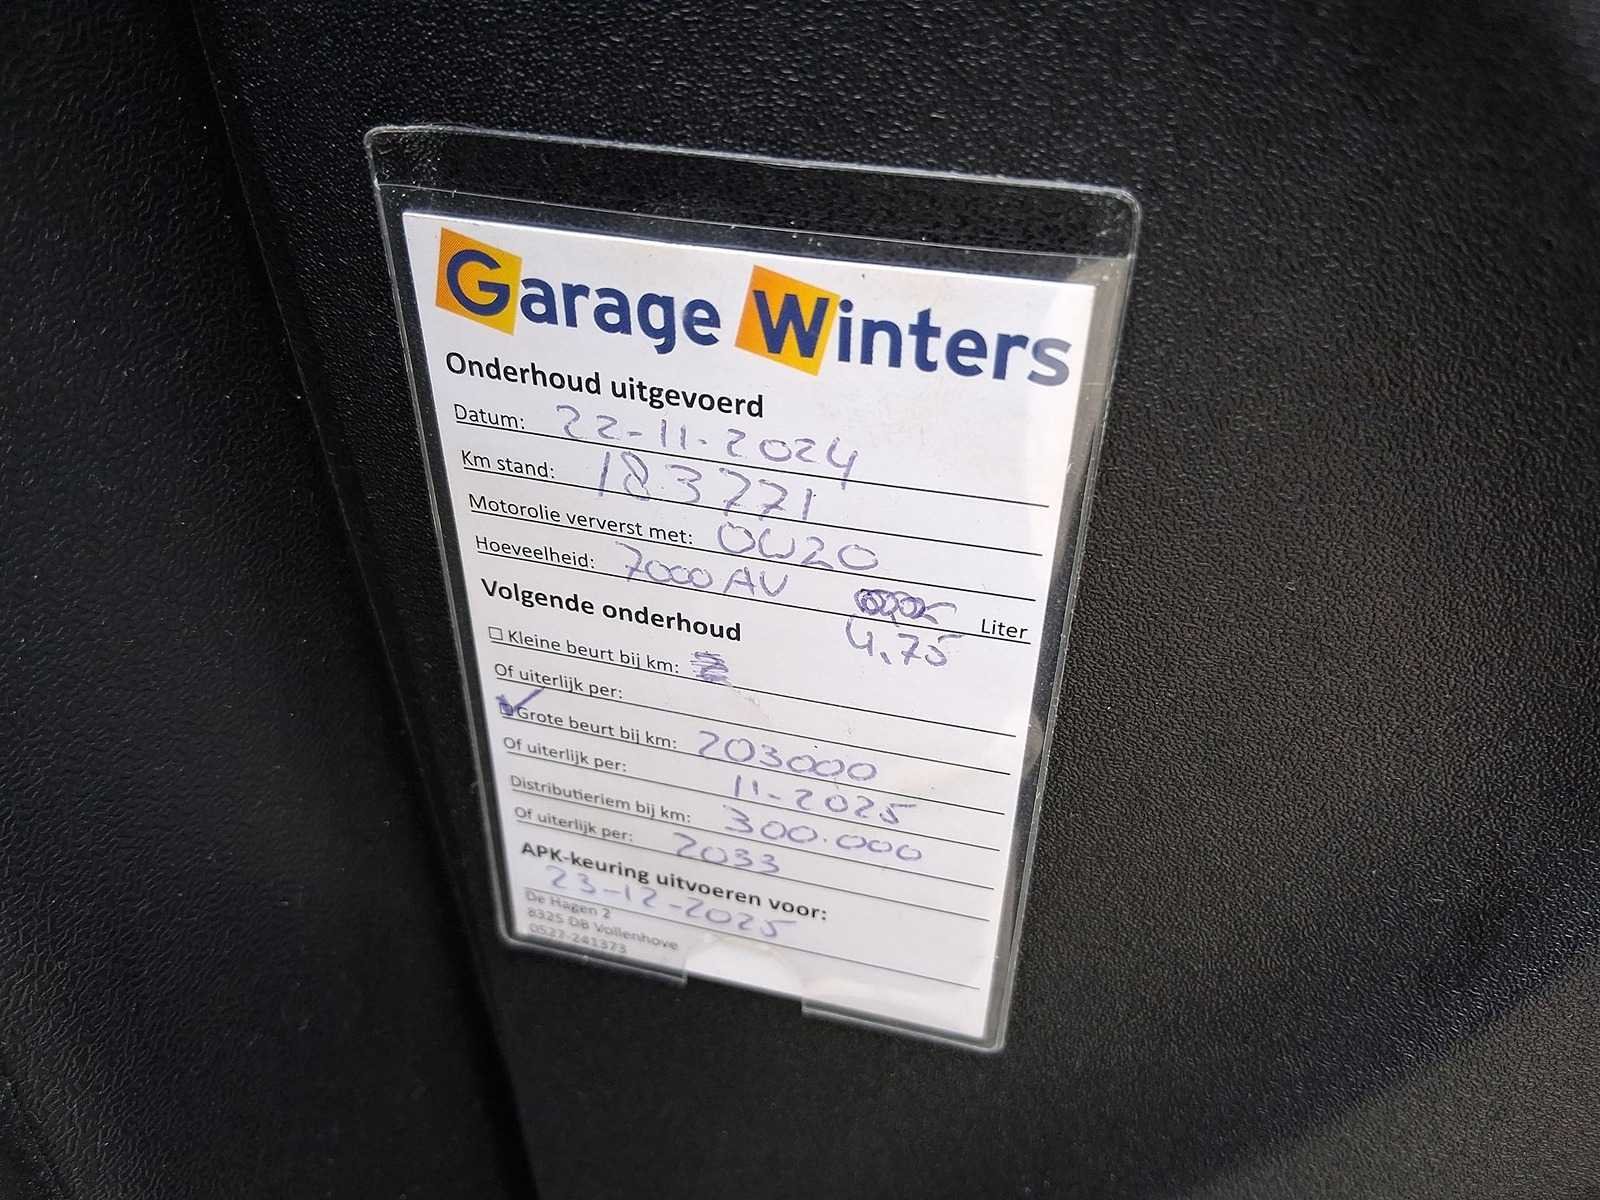 Garage Winters
Onderhoud uitgevoerd
Datum: 22-11-2024
Km stand: 183771
Motorolie ververst met: 0W20
Hoeveelheid: 7000 AV Liter
4.75
Volgende onderhoud
Kleine beurt bij km:
Of uiterlijk per:
Grote beurt bij km: 203000
Of uiterlijk per: 11-2025
Distributieriem bij km: 300.000
Of uiterlijk per: 2033
APK-keuring uitvoeren voor:
23-12-2025
De Hagen 2
8325 DB Vollenhove
0527-241373